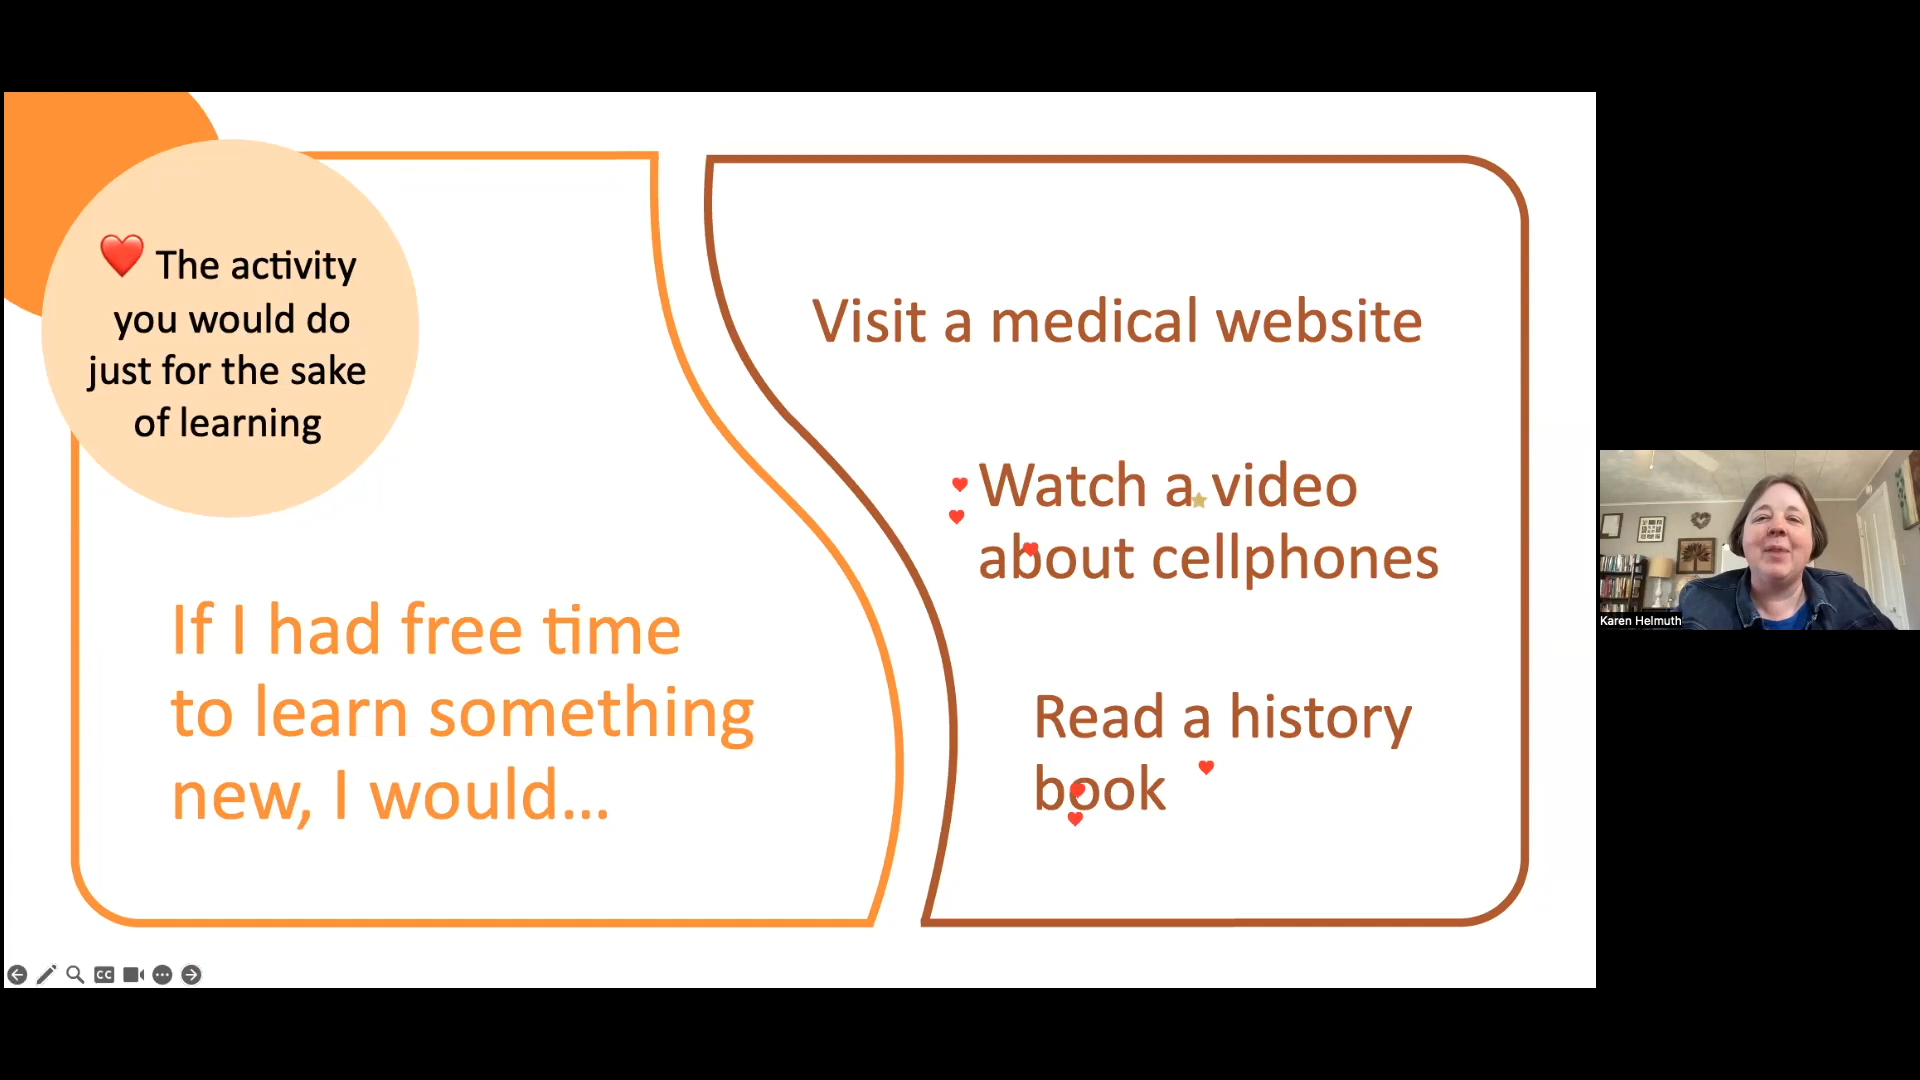 ❤️ The activity
you would do
just for the sake
of learning
If I had free time
to learn something
new, I would...
Visit a medical website
Watch a video
about cellphones
Read a history
book
CC
Karen Helmuth